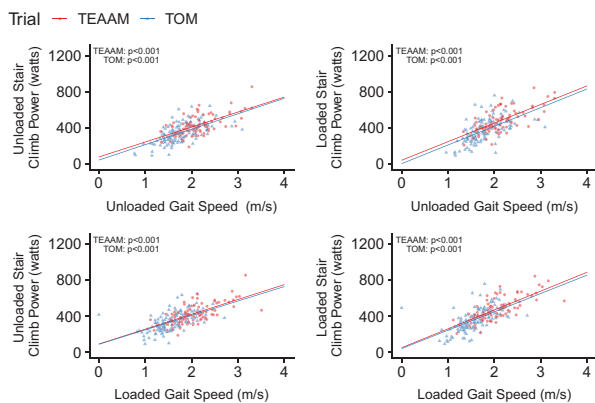 Trial TEAAM TOM
TEAAM: p<0.001
TOM: p<0.001
Unloaded Stair
Climb Power (watts)
1200
800
400
0
0 1 2 3 4
Unloaded Gait Speed (m/s)
TEAAM: p<0.001
TOM: p<0.001
Loaded Stair
Climb Power (watts)
1200
800
400
0
0 1 2 3 4
Unloaded Gait Speed (m/s)
TEAAM: p<0.001
TOM: p<0.001
Unloaded Stair
Climb Power (watts)
1200
800
400
0
0 1 2 3 4
Loaded Gait Speed (m/s)
TEAAM: p<0.001
TOM: p<0.001
Loaded Stair
Climb Power (watts)
1200
800
400
0
0 1 2 3 4
Loaded Gait Speed (m/s)